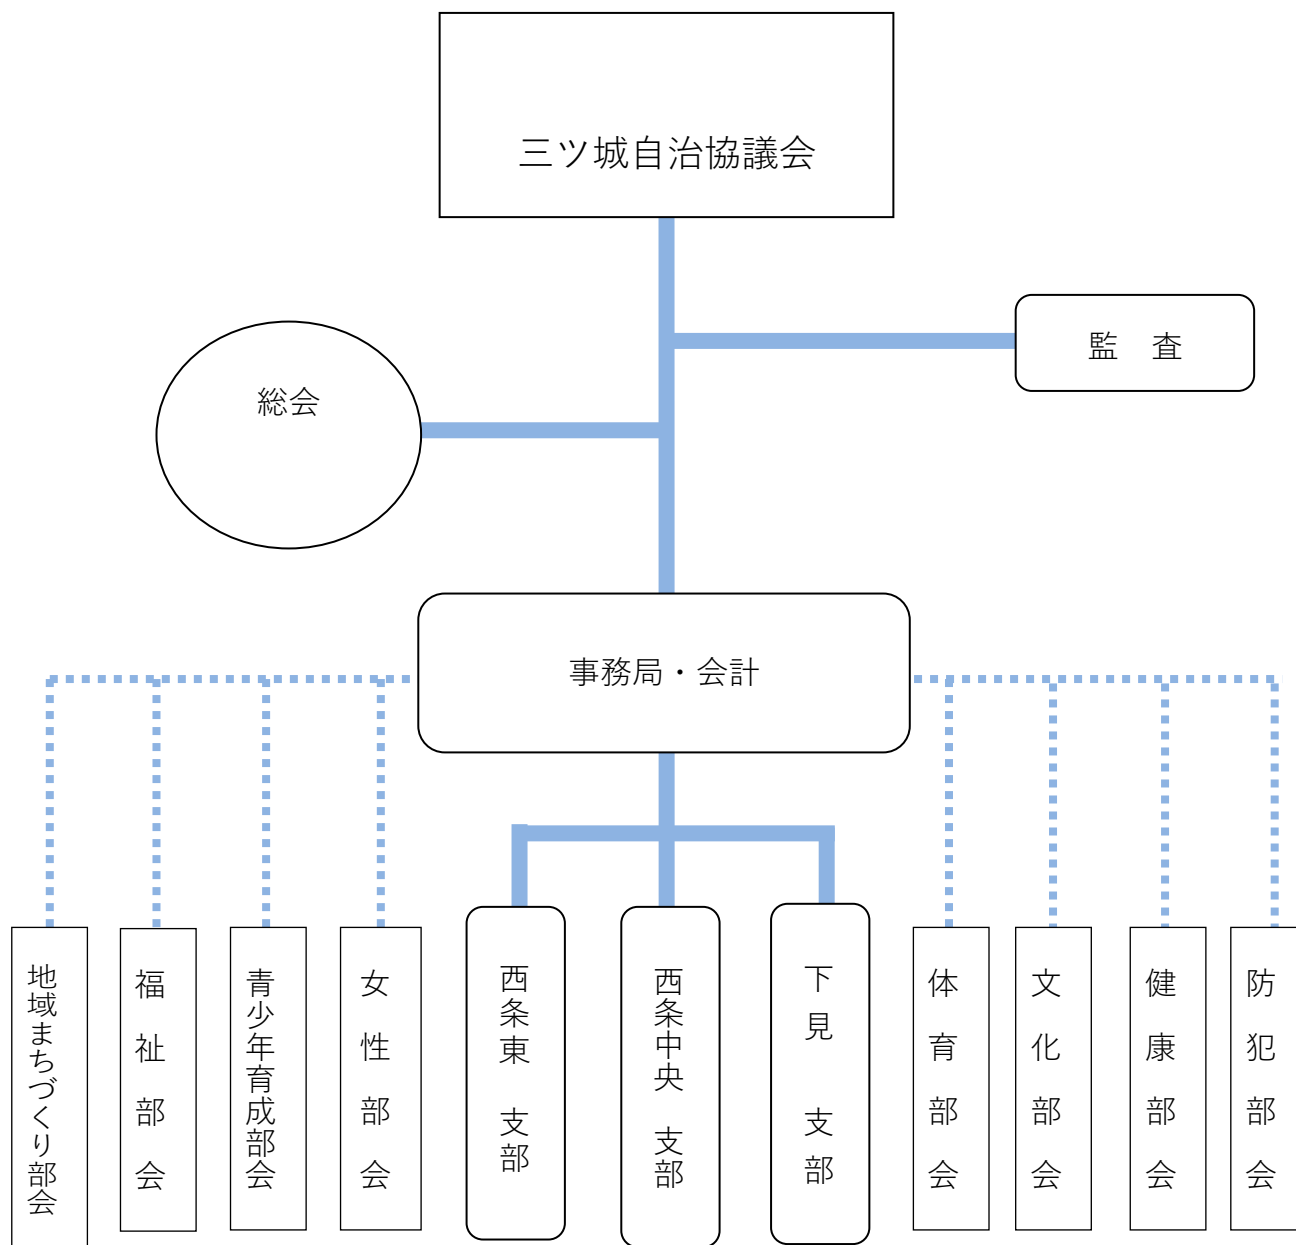 三ツ城自治協議会
監　査
総会
事務局・会計
地域まちづくり部会
福祉部会
青少年育成部会
女性部会
西条東　支部
西条中央　支部
下見　支部
体育部会
文化部会
健康部会
防犯部会